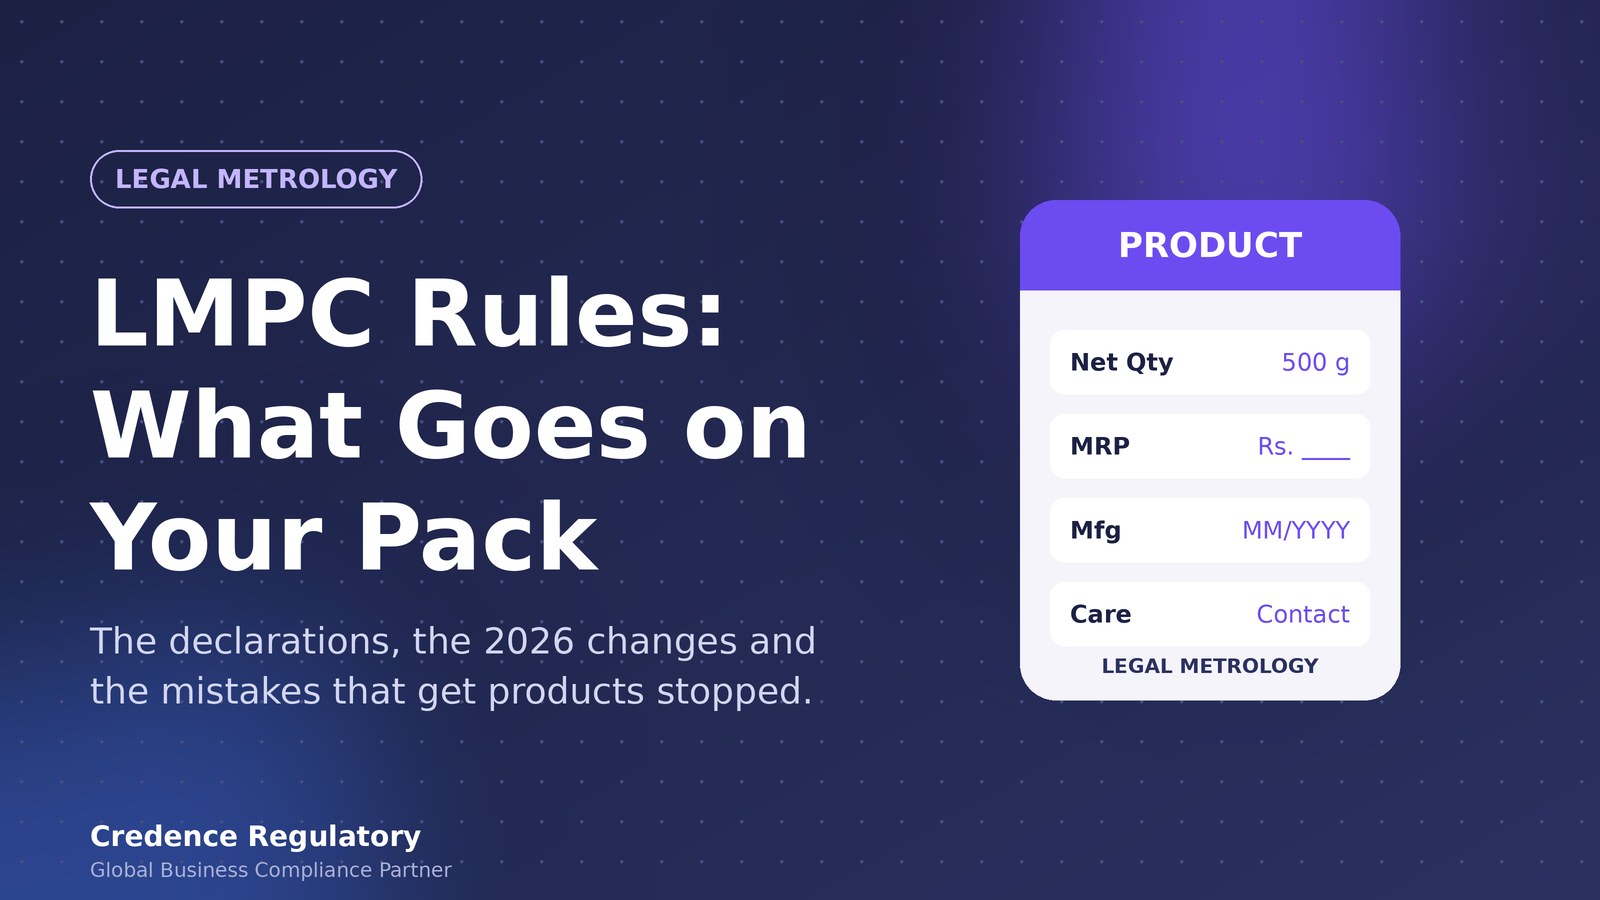 LEGAL METROLOGY
LMPC Rules:
What Goes on
Your Pack
The declarations, the 2026 changes and
the mistakes that get products stopped.
Credence Regulatory
Global Business Compliance Partner
PRODUCT
Net Qty 500 g
MRP Rs. ____
Mfg MM/YYYY
Care Contact
LEGAL METROLOGY